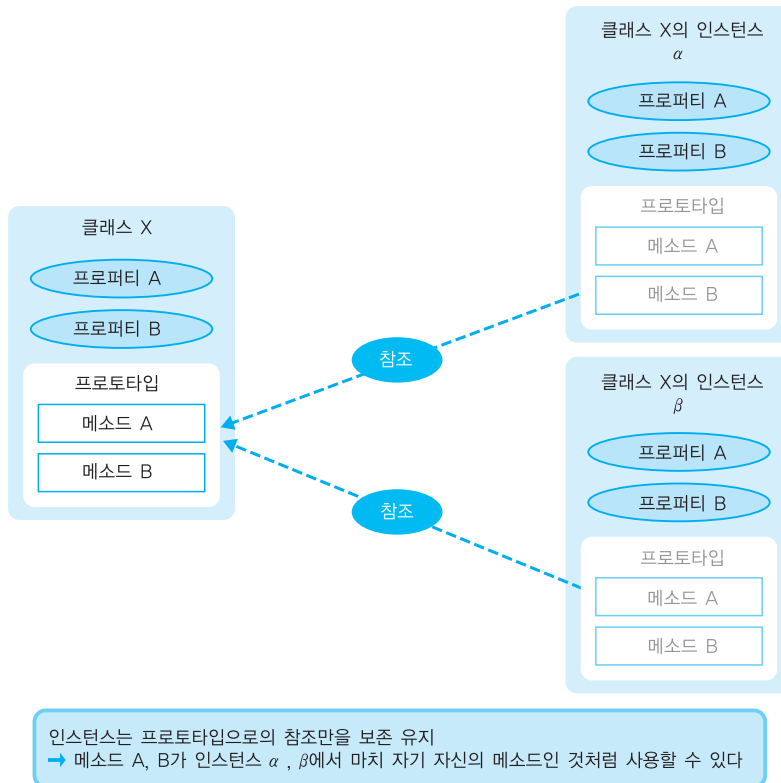 클래스 X
프로퍼티 A
프로퍼티 B
프로토타입
메소드 A
메소드 B
참조
참조
클래스 X의 인스턴스
α
프로퍼티 A
프로퍼티 B
프로토타입
메소드 A
메소드 B
클래스 X의 인스턴스
β
프로퍼티 A
프로퍼티 B
프로토타입
메소드 A
메소드 B
인스턴스는 프로토타입으로의 참조만을 보존 유지
➡ 메소드 A, B가 인스턴스 α , β에서 마치 자기 자신의 메소드인 것처럼 사용할 수 있다